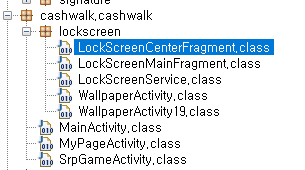 signature
cashwalk.cashwalk
lockscreen
LockScreenCenterFragment.class
LockScreenMainFragment.class
LockScreenService.class
WallpaperActivity.class
WallpaperActivity19.class
MainActivity.class
MyPageActivity.class
SrpGameActivity.class